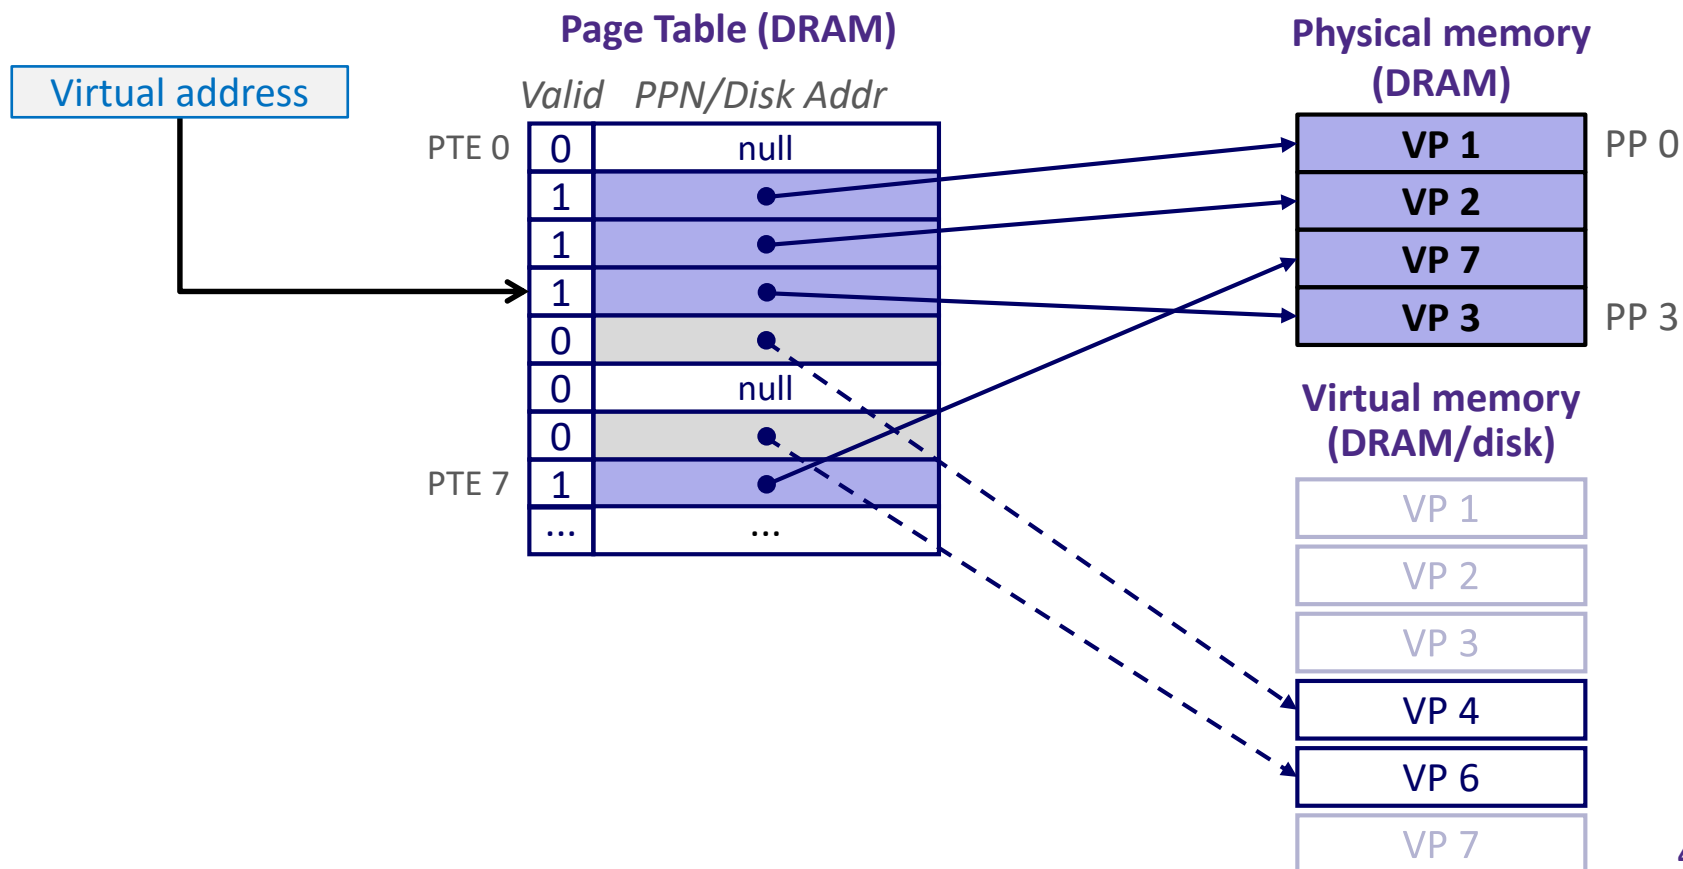 Page Table (DRAM)
Physical memory
(DRAM)
Virtual address
Valid PPN/Disk Addr
PTE 0 0 null
1
1
1
0
0 null
0
PTE 7 1
... ...
VP 1 PP 0
VP 2
VP 7
VP 3 PP 3
Virtual memory
(DRAM/disk)
VP 1
VP 2
VP 3
VP 4
VP 6
VP 7